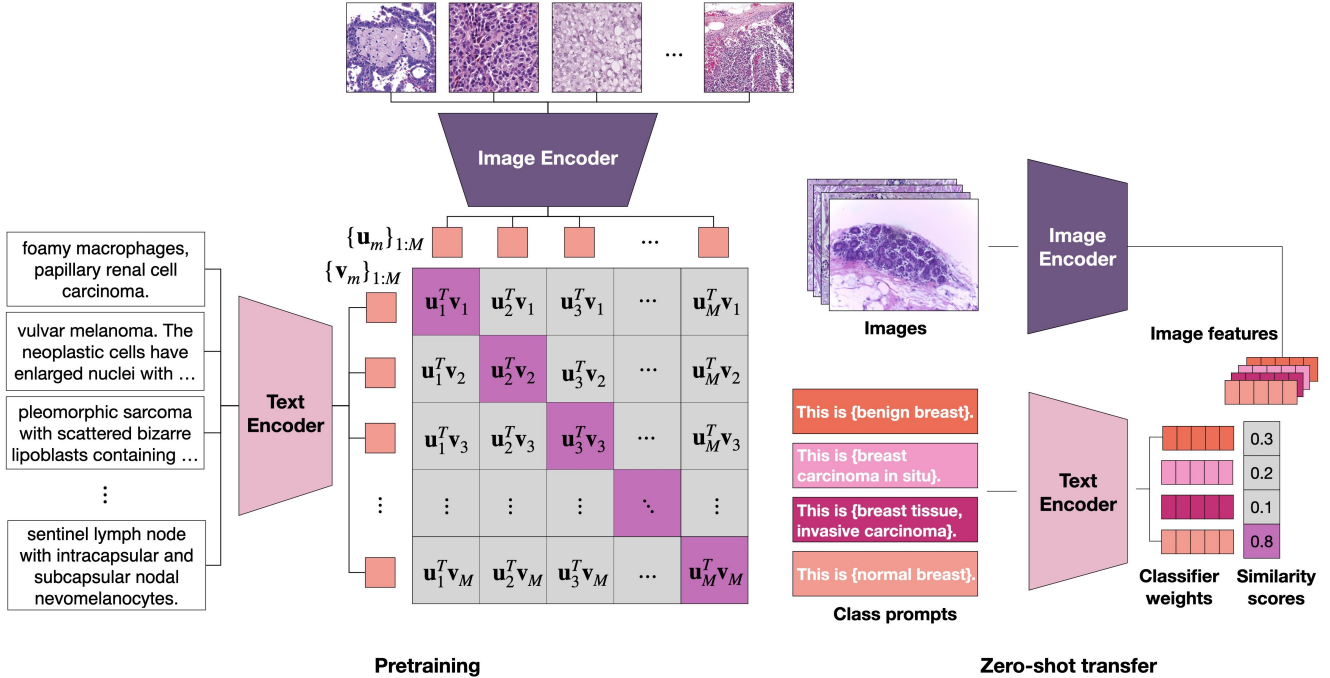 ...
Image Encoder
{u_m}_{1:M}
...
{v_m}_{1:M}
foamy macrophages,
papillary renal cell
carcinoma.
vulvar melanoma. The
neoplastic cells have
enlarged nuclei with ...
pleomorphic sarcoma
with scattered bizarre
lipoblasts containing ...
⋮
sentinel lymph node
with intracapsular and
subcapsular nodal
nevomelanocytes.
Text
Encoder
⋮
u_1^T v_1 u_2^T v_1 u_3^T v_1 ... u_M^T v_1
u_1^T v_2 u_2^T v_2 u_3^T v_2 ... u_M^T v_2
u_1^T v_3 u_2^T v_3 u_3^T v_3 ... u_M^T v_3
⋮ ⋮ ⋮ ⋱ ⋮
u_1^T v_M u_2^T v_M u_3^T v_M ... u_M^T v_M
Pretraining
Images
Image
Encoder
Image features
This is {benign breast}.
This is {breast
carcinoma in situ}.
This is {breast tissue,
invasive carcinoma}.
This is {normal breast}.
Class prompts
Text
Encoder
0.3
0.2
0.1
0.8
Classifier
weights
Similarity
scores
Zero-shot transfer